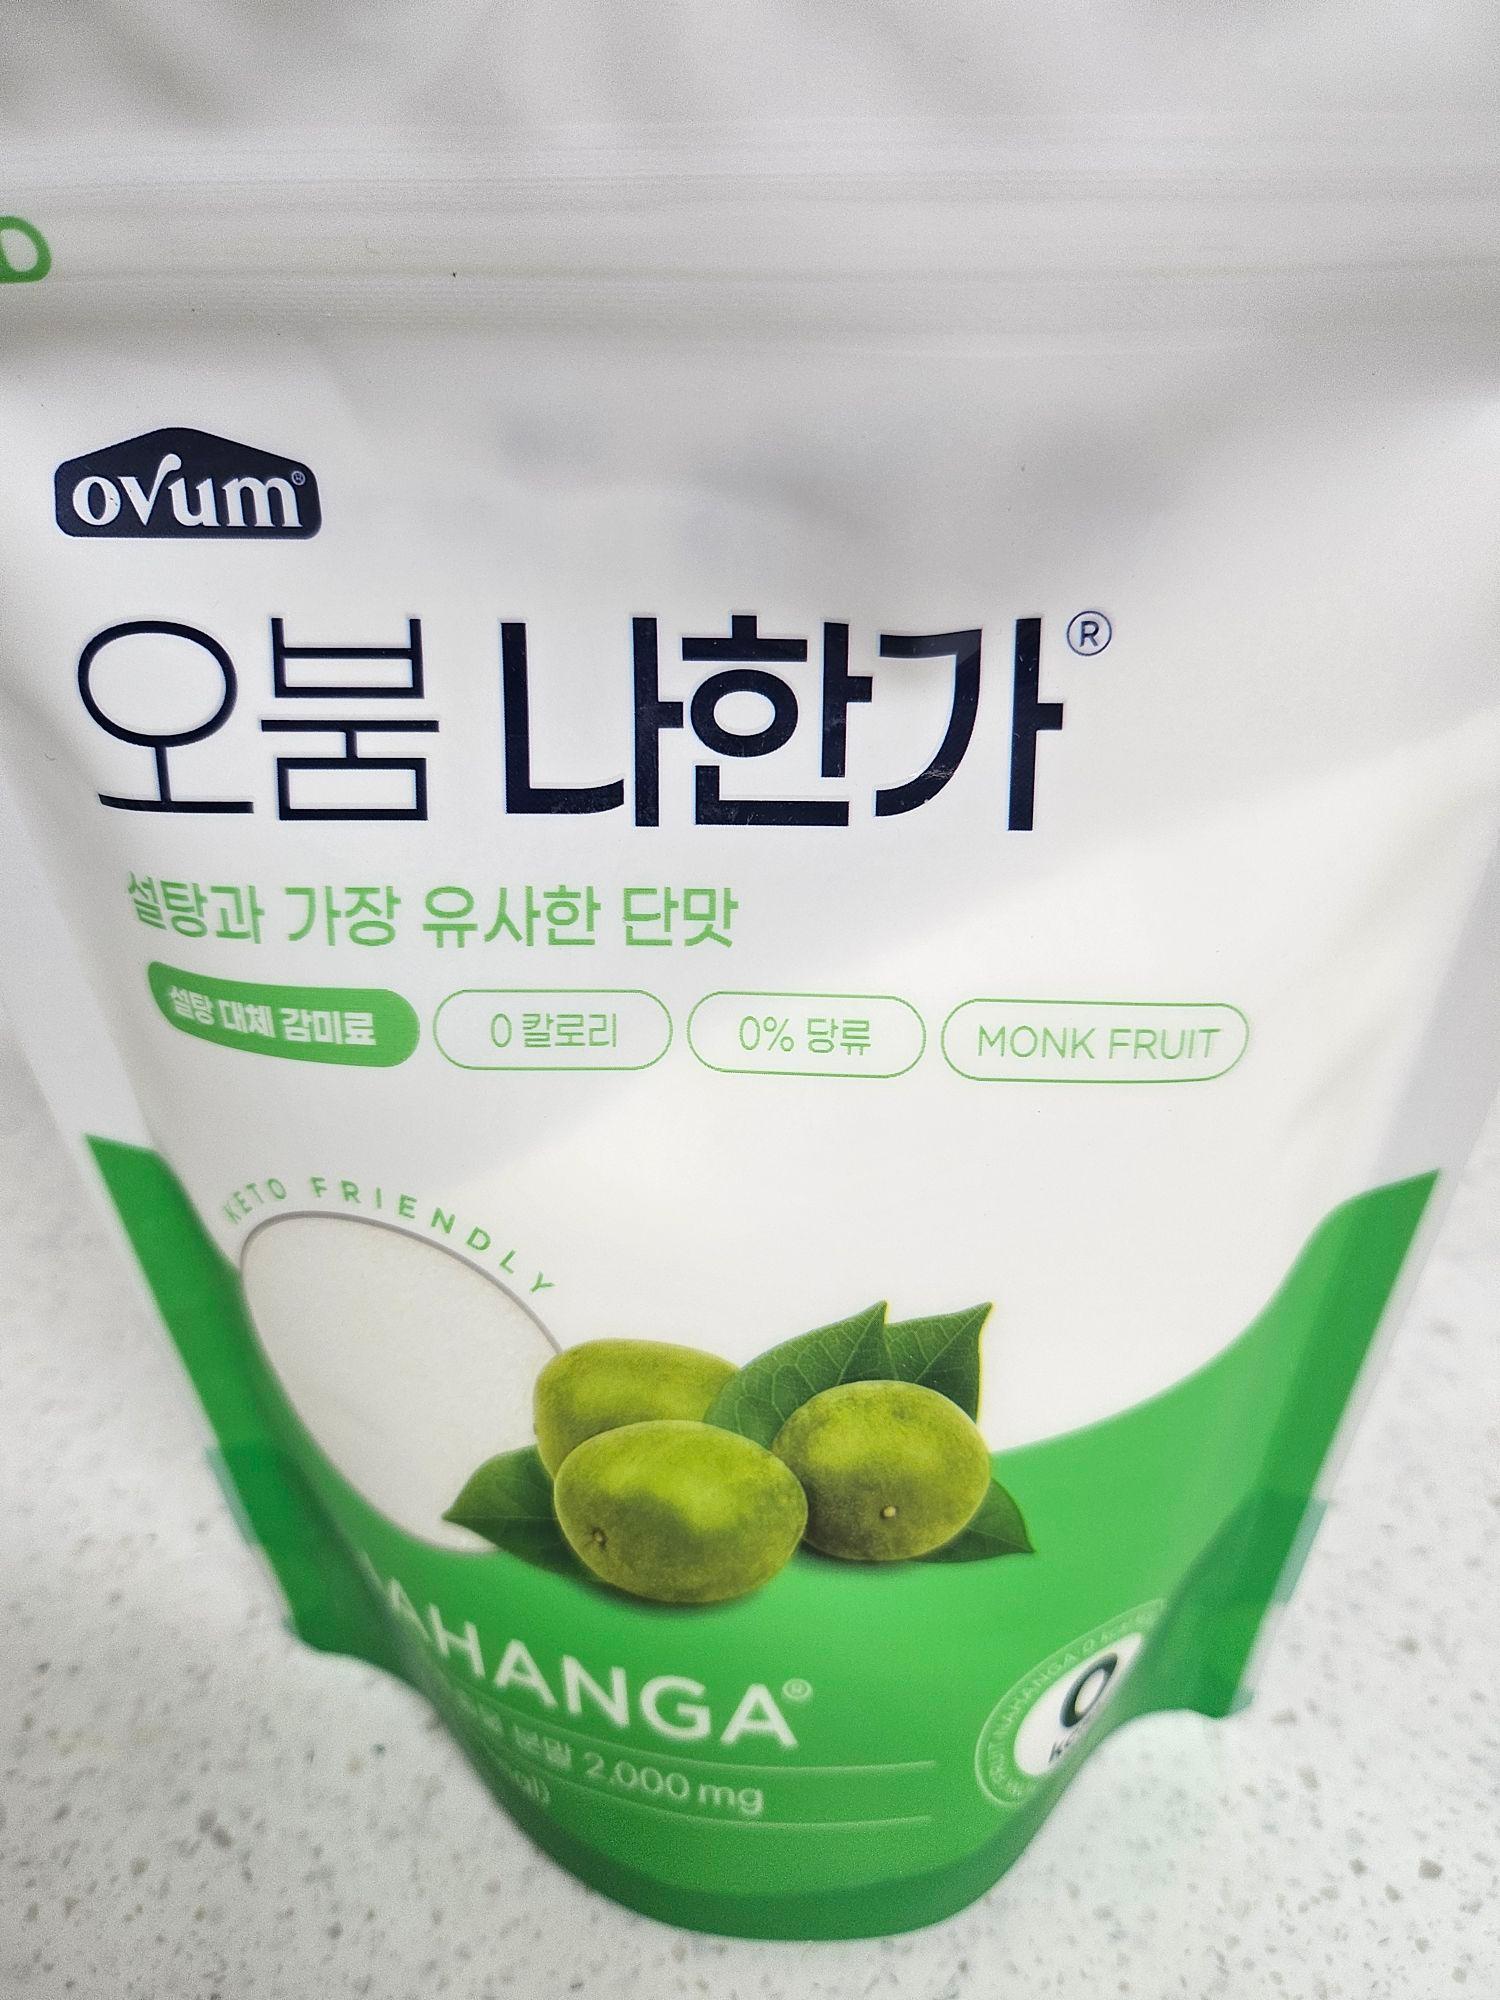 ovum®
오붐 나한가®
설탕과 가장 유사한 단맛
설탕 대체 감미료
0 칼로리
0% 당류
MONK FRUIT
KETO FRIENDLY
AHANGA®
분말 2,000 mg
0